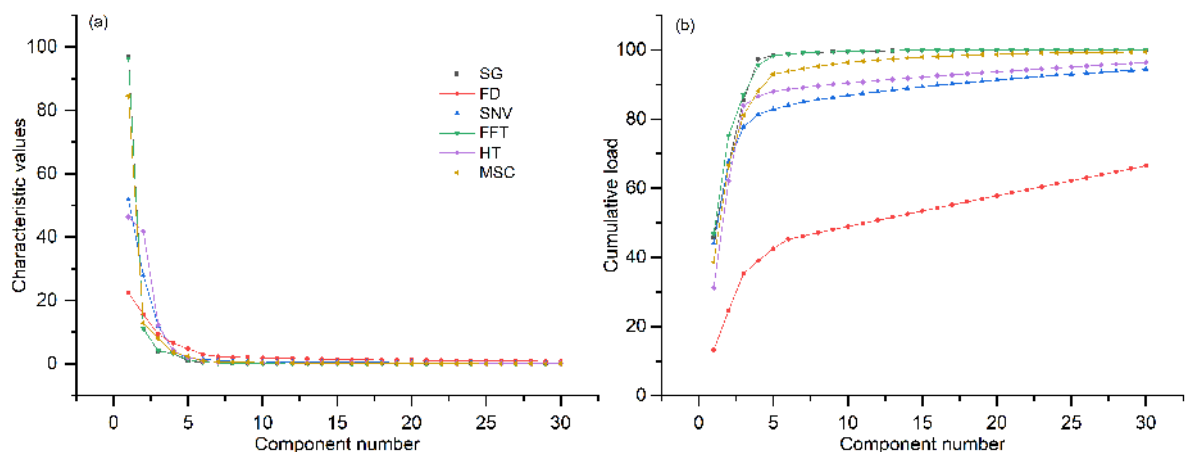 (a)
100
80
60
40
20
0
Characteristic values
SG
FD
SNV
FFT
HT
MSC
0 5 10 15 20 25 30
Component number
(b)
100
80
60
40
20
0
Cumulative load
0 5 10 15 20 25 30
Component number